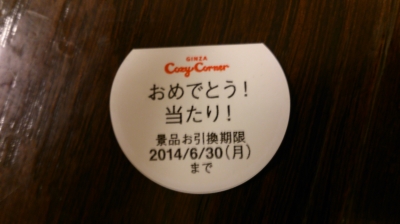 GINZA
Cozy Corner
おめでとう!
当たり!
景品お引換期限
2014/6/30(月)
まで